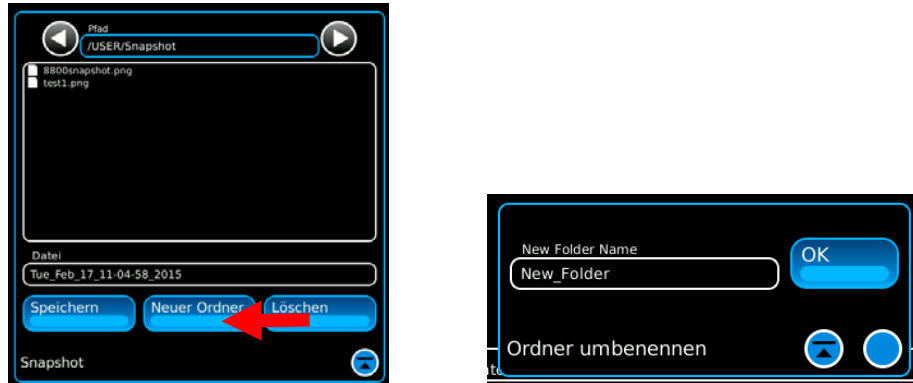 Pfad
/USER/Snapshot
8800snapshot.png
test1.png
Datei
Tue_Feb_17_11-04-58_2015
Speichern Neuer Ordner Löschen
Snapshot
New Folder Name
New_Folder
OK
Ordner umbenennen